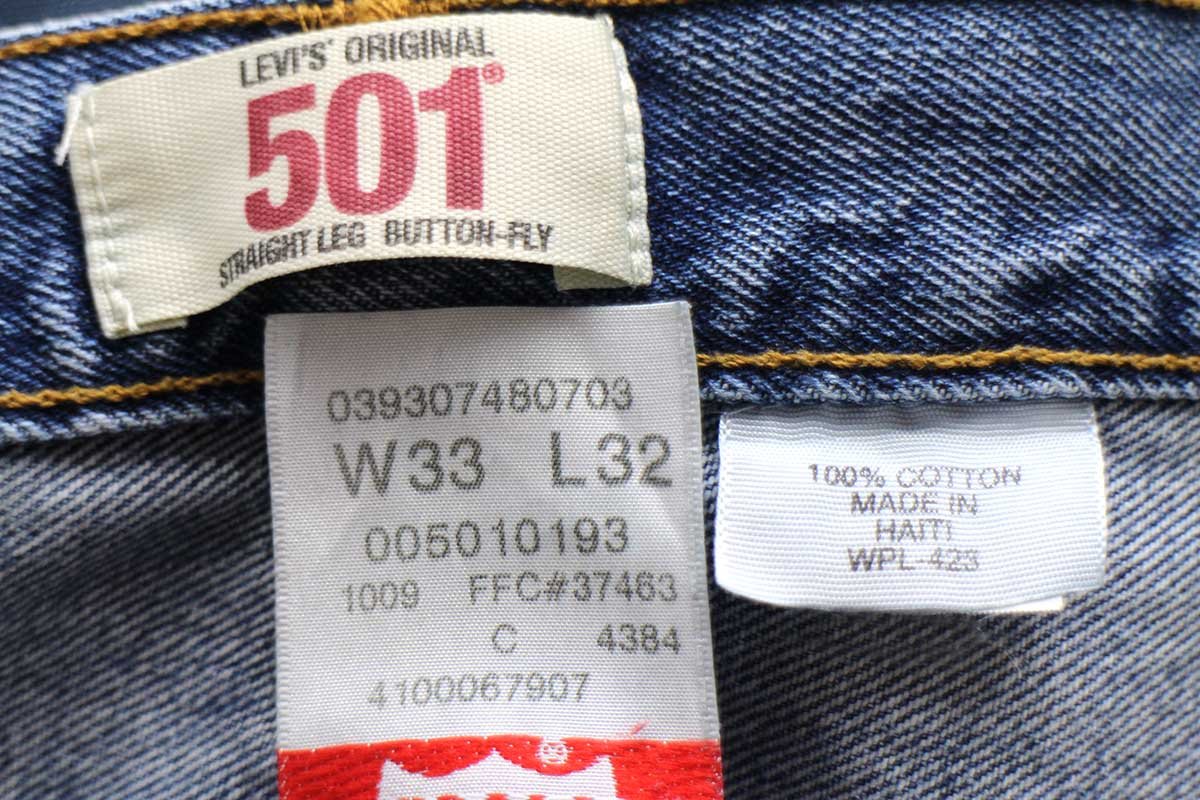 LEVI'S' ORIGINAL
501®
STRAIGHT LEG BUTTON-FLY
039307480703
W33 L32
005010193
1009 FFC#37463
C 4384
4100067907
®
100% COTTON
MADE IN
HAITI
WPL-423